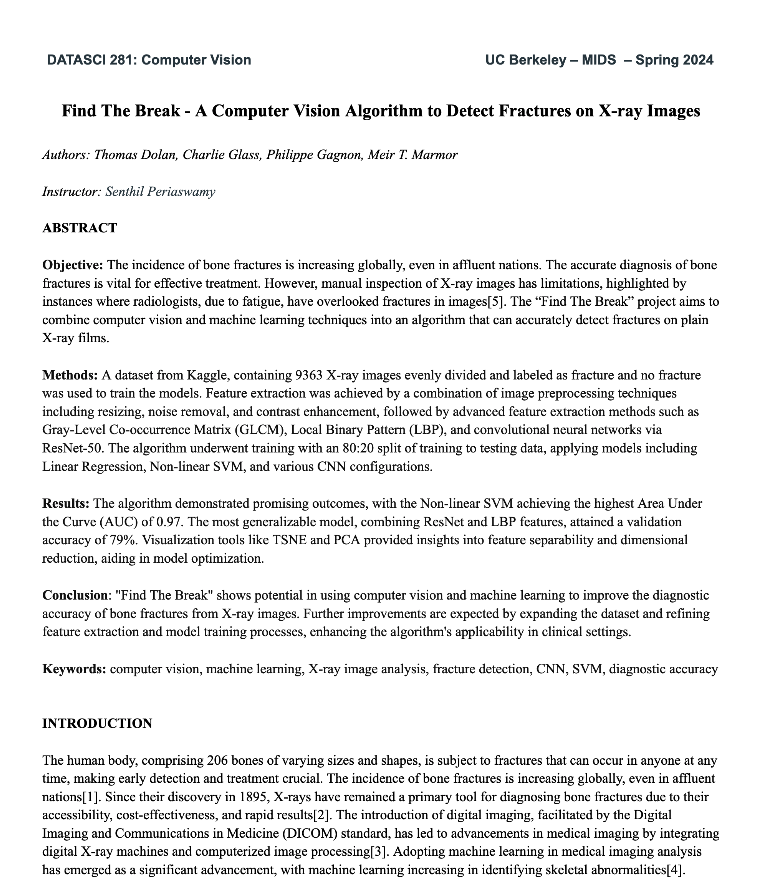 DATASCI 281: Computer Vision
UC Berkeley – MIDS – Spring 2024
Find The Break - A Computer Vision Algorithm to Detect Fractures on X-ray Images
Authors: Thomas Dolan, Charlie Glass, Philippe Gagnon, Meir T. Marmor
Instructor: Senthil Periaswamy
ABSTRACT
Objective: The incidence of bone fractures is increasing globally, even in affluent nations. The accurate diagnosis of bone
fractures is vital for effective treatment. However, manual inspection of X-ray images has limitations, highlighted by
instances where radiologists, due to fatigue, have overlooked fractures in images[5]. The “Find The Break” project aims to
combine computer vision and machine learning techniques into an algorithm that can accurately detect fractures on plain
X-ray films.
Methods: A dataset from Kaggle, containing 9363 X-ray images evenly divided and labeled as fracture and no fracture
was used to train the models. Feature extraction was achieved by a combination of image preprocessing techniques
including resizing, noise removal, and contrast enhancement, followed by advanced feature extraction methods such as
Gray-Level Co-occurrence Matrix (GLCM), Local Binary Pattern (LBP), and convolutional neural networks via
ResNet-50. The algorithm underwent training with an 80:20 split of training to testing data, applying models including
Linear Regression, Non-linear SVM, and various CNN configurations.
Results: The algorithm demonstrated promising outcomes, with the Non-linear SVM achieving the highest Area Under
the Curve (AUC) of 0.97. The most generalizable model, combining ResNet and LBP features, attained a validation
accuracy of 79%. Visualization tools like TSNE and PCA provided insights into feature separability and dimensional
reduction, aiding in model optimization.
Conclusion: "Find The Break" shows potential in using computer vision and machine learning to improve the diagnostic
accuracy of bone fractures from X-ray images. Further improvements are expected by expanding the dataset and refining
feature extraction and model training processes, enhancing the algorithm's applicability in clinical settings.
Keywords: computer vision, machine learning, X-ray image analysis, fracture detection, CNN, SVM, diagnostic accuracy
INTRODUCTION
The human body, comprising 206 bones of varying sizes and shapes, is subject to fractures that can occur in anyone at any
time, making early detection and treatment crucial. The incidence of bone fractures is increasing globally, even in affluent
nations[1]. Since their discovery in 1895, X-rays have remained a primary tool for diagnosing bone fractures due to their
accessibility, cost-effectiveness, and rapid results[2]. The introduction of digital imaging, facilitated by the Digital
Imaging and Communications in Medicine (DICOM) standard, has led to advancements in medical imaging by integrating
digital X-ray machines and computerized image processing[3]. Adopting machine learning in medical imaging analysis
has emerged as a significant advancement, with machine learning increasing in identifying skeletal abnormalities[4].